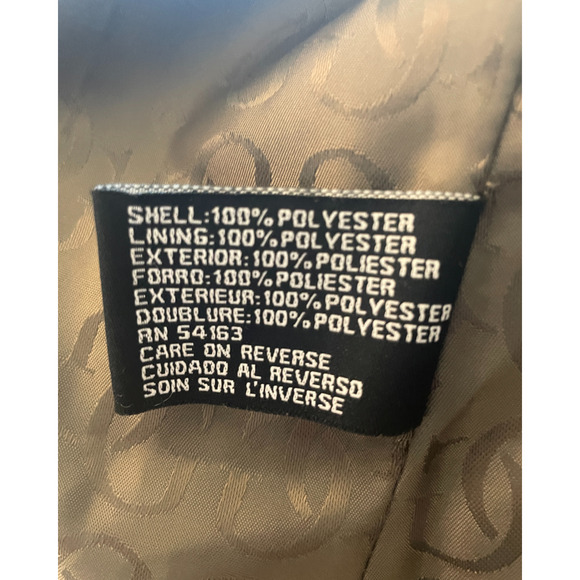 SHELL:100% POLYESTER
LINING:100% POLYESTER
EXTERIOR:100% POLIESTER
FORRO:100% POLIESTER
EXTERIEUR:100% POLYESTER
DOUBLURE:100% POLYESTER
RN 54163
CARE ON REVERSE
CUIDADO AL REVERSO
SOIN SUR L'INVERSE